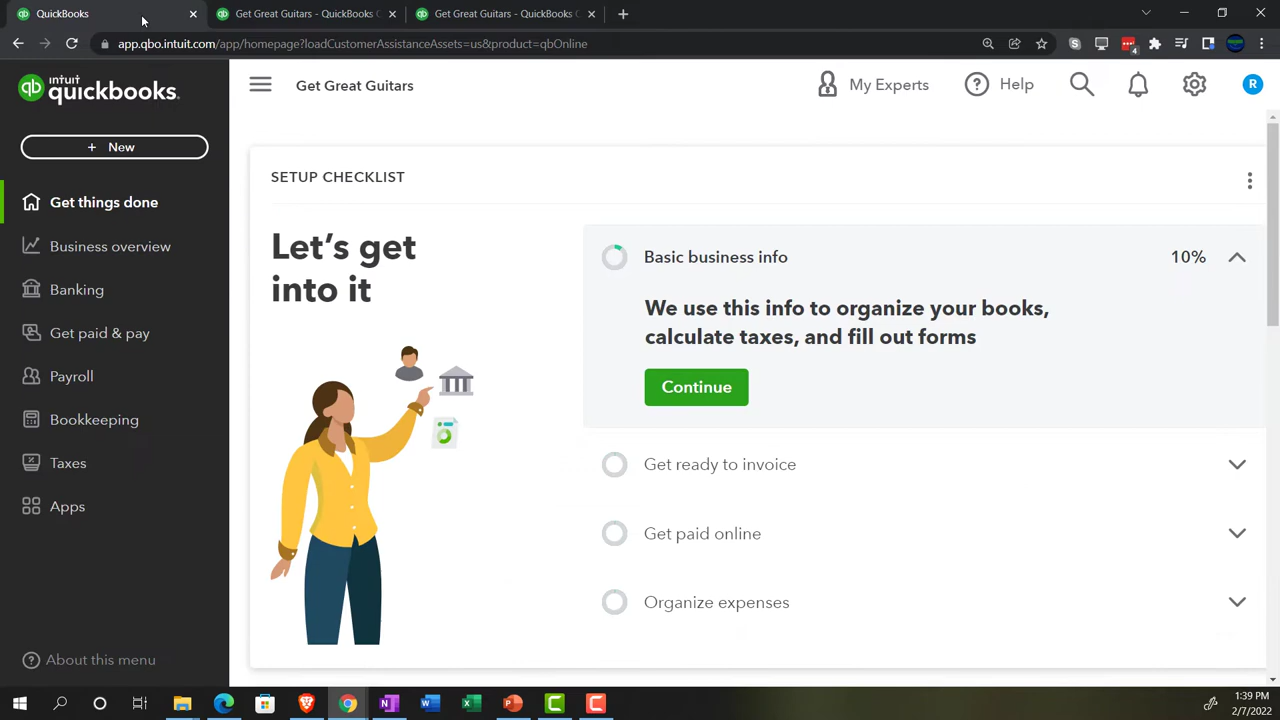 QuickBooks
Get Great Guitars - QuickBooks C
Get Great Guitars - QuickBooks C
app.qbo.intuit.com/app/homepage?loadCustomerAssistanceAssets=us&product=qbOnline
4
intuit
quickbooks.
Get Great Guitars
My Experts
Help
R
+ New
Get things done
Business overview
Banking
Get paid & pay
Payroll
Bookkeeping
Taxes
Apps
About this menu
SETUP CHECKLIST
Let's get
into it
Basic business info
10%
We use this info to organize your books,
calculate taxes, and fill out forms
Continue
Get ready to invoice
Get paid online
Organize expenses
1:39 PM
2/7/2022